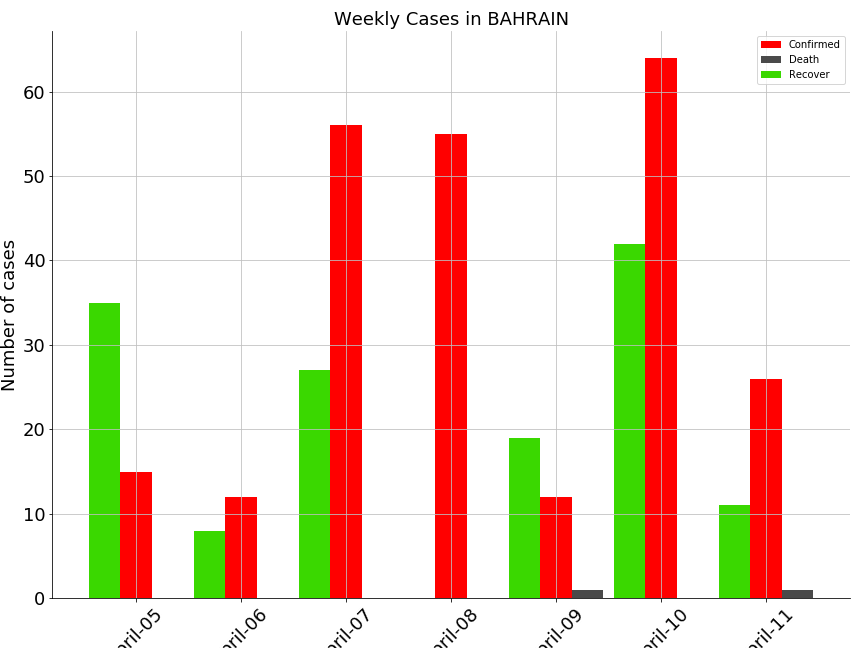 Weekly Cases in BAHRAIN
Confirmed
Death
Recover
Number of cases
60
50
40
30
20
10
0
pril-05
pril-06
pril-07
pril-08
pril-09
pril-10
pril-11